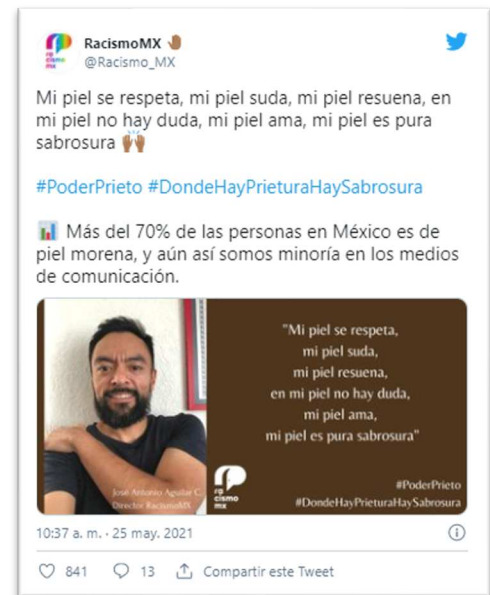 RacismoMX
@Racismo_MX
Mi piel se respeta, mi piel suda, mi piel resuena, en
mi piel no hay duda, mi piel ama, mi piel es pura
sabrosura
#PoderPrieto #DondeHayPrieturaHaySabrosura
Más del 70% de las personas en México es de
piel morena, y aún así somos minoría en los medios
de comunicación.
"Mi piel se respeta,
mi piel suda,
mi piel resuena,
en mi piel no hay duda,
mi piel ama,
mi piel es pura sabrosura"
José Antonio Aguilar C.
Director RacismoMX
ra
cismo
mx
#PoderPrieto
#DondeHayPrieturaHaySabrosura
10:37 a. m. · 25 may. 2021
841
13
Compartir este Tweet